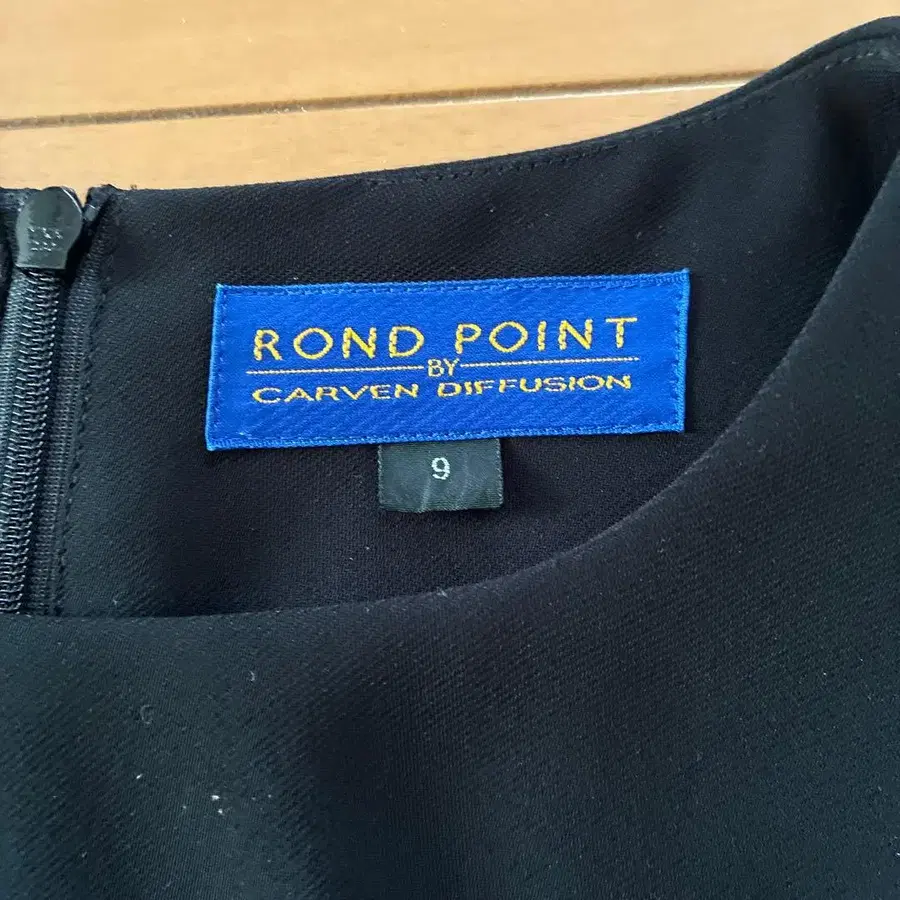 ROND POINT
BY
CARVEN DIFFUSION
9